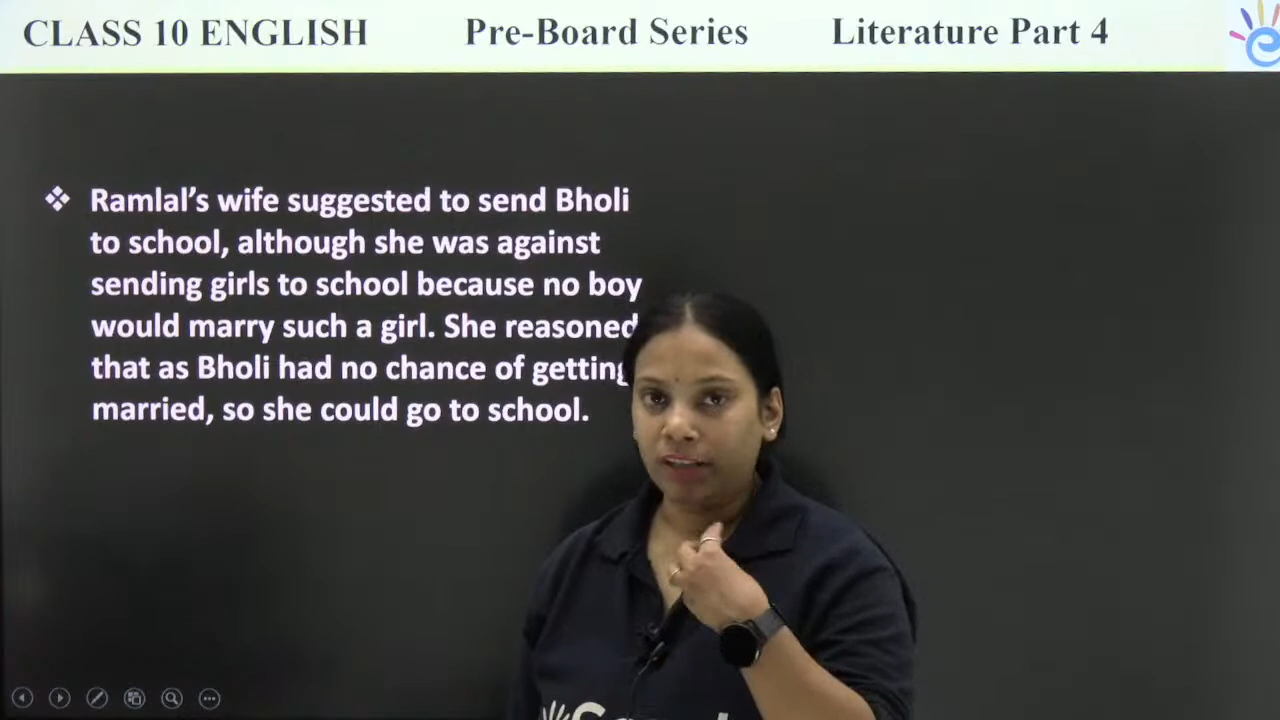 CLASS 10 ENGLISH Pre-Board Series Literature Part 4
❖ Ramlal’s wife suggested to send Bholi
to school, although she was against
sending girls to school because no boy
would marry such a girl. She reasoned
that as Bholi had no chance of getting
married, so she could go to school.